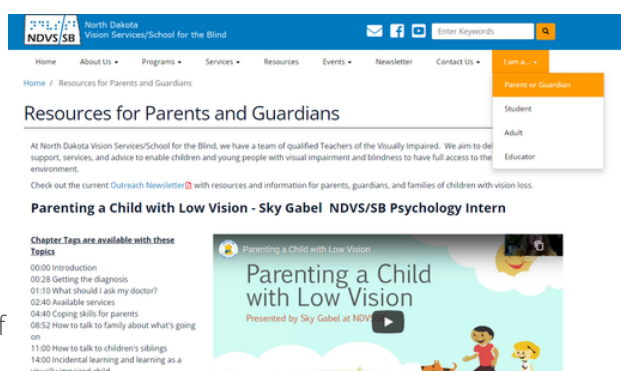 NDVS/SB
North Dakota
Vision Services/School for the Blind
Enter Keywords
Home About Us Programs Services Resources Events Newsletter Contact Us I am a...
Parent or Guardian
Student
Adult
Educator
Home / Resources for Parents and Guardians
Resources for Parents and Guardians
At North Dakota Vision Services/School for the Blind, we have a team of qualified Teachers of the Visually Impaired. We aim to
support, services, and advice to enable children and young people with visual impairment and blindness to have full access to the
environment.
Check out the current Outreach Newsletter with resources and information for parents, guardians, and families of children with vision loss.
Parenting a Child with Low Vision - Sky Gabel NDVS/SB Psychology Intern
Chapter Tags are available with these
Topics
00:00 Introduction
00:28 Getting the diagnosis
01:10 What should I ask my doctor?
02:40 Available services
04:40 Coping skills for parents
08:52 How to talk to family about what's going
on
11:00 How to talk to children's siblings
14:00 Incidental learning and learning as a
visually impaired child
Parenting a Child with Low Vision
Parenting a Child
with Low Vision
Presented by Sky Gabel at
f